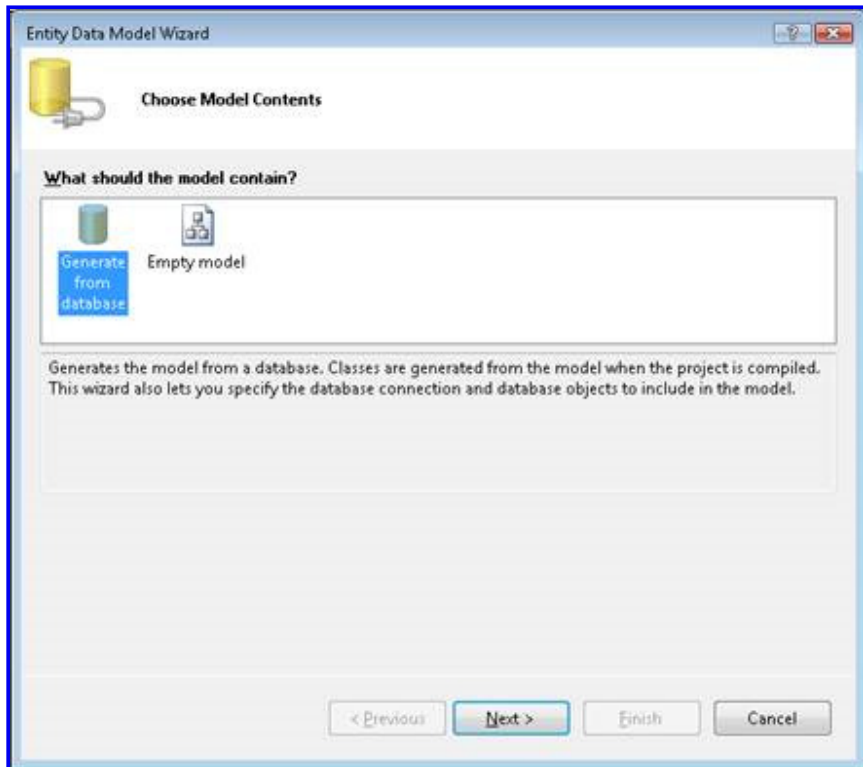 Entity Data Model Wizard
Choose Model Contents
What should the model contain?
Generate
from
database
Empty model
Generates the model from a database. Classes are generated from the model when the project is compiled.
This wizard also lets you specify the database connection and database objects to include in the model.
< Previous
Next >
Finish
Cancel